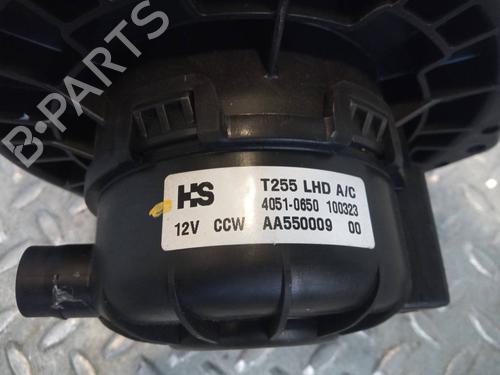 B-PARTS
HS T255 LHD A/C
4051-0650 100323
12V CCW AA550009 00